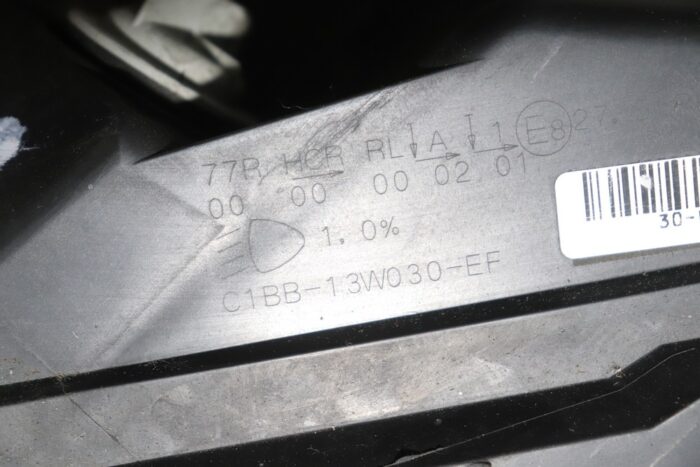 77R HCR RL A 1 E8 27
00 00 00 02 01
1.0%
C1BB-13W030-EF
30-